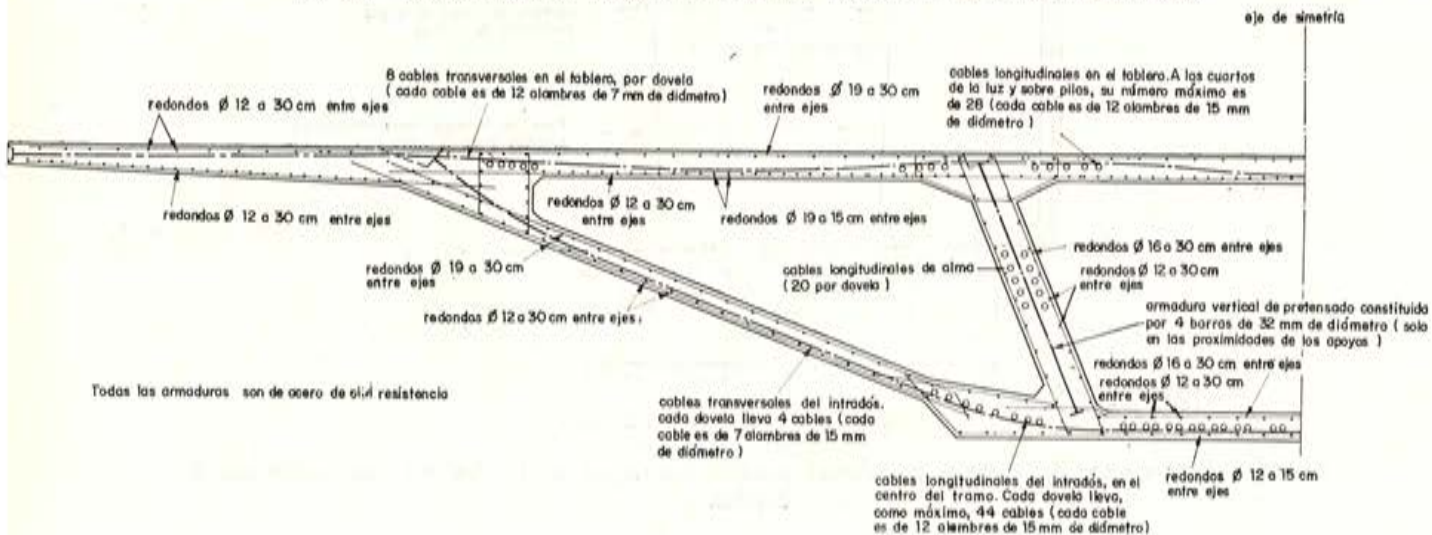 eje de simetría
8 cables transversales en el tablero, por dovela
( cada cable es de 12 alambres de 7 mm de diámetro )
redondos Ø 12 a 30 cm entre ejes
redondos Ø 19 a 30 cm
entre ejes
cables longitudinales en el tablero. A los cuartos
de la luz y sobre pilas, su número máximo es
de 28 (cada cable es de 12 alambres de 15 mm
de diámetro )
redondos Ø 12 a 30 cm entre ejes
redondos Ø 12 a 30 cm
entre ejes
redondos Ø 19 a 15 cm entre ejes
redondos Ø 19 a 30 cm
entre ejes
redondos Ø 12 a 30 cm entre ejes
cables longitudinales de alma
( 20 por dovela )
redondos Ø 16 a 30 cm entre ejes
redondos Ø 12 a 30 cm
entre ejes
armadura vertical de pretensado constituida
por 4 barras de 32 mm de diámetro ( solo
en las proximidades de los apoyos )
redondos Ø 16 a 30 cm entre ejes
redondos Ø 12 a 30 cm
entre ejes
Todas las armaduras son de acero de resistencia
cables transversales del intradós.
cada dovela lleva 4 cables (cada
cable es de 7 alambres de 15 mm
de diámetro )
redondos Ø 12 a 15 cm
entre ejes
cables longitudinales del intradós, en el
centro del tramo. Cada dovela lleva,
como máximo, 44 cables (cada cable
es de 12 alambres de 15 mm de diámetro)